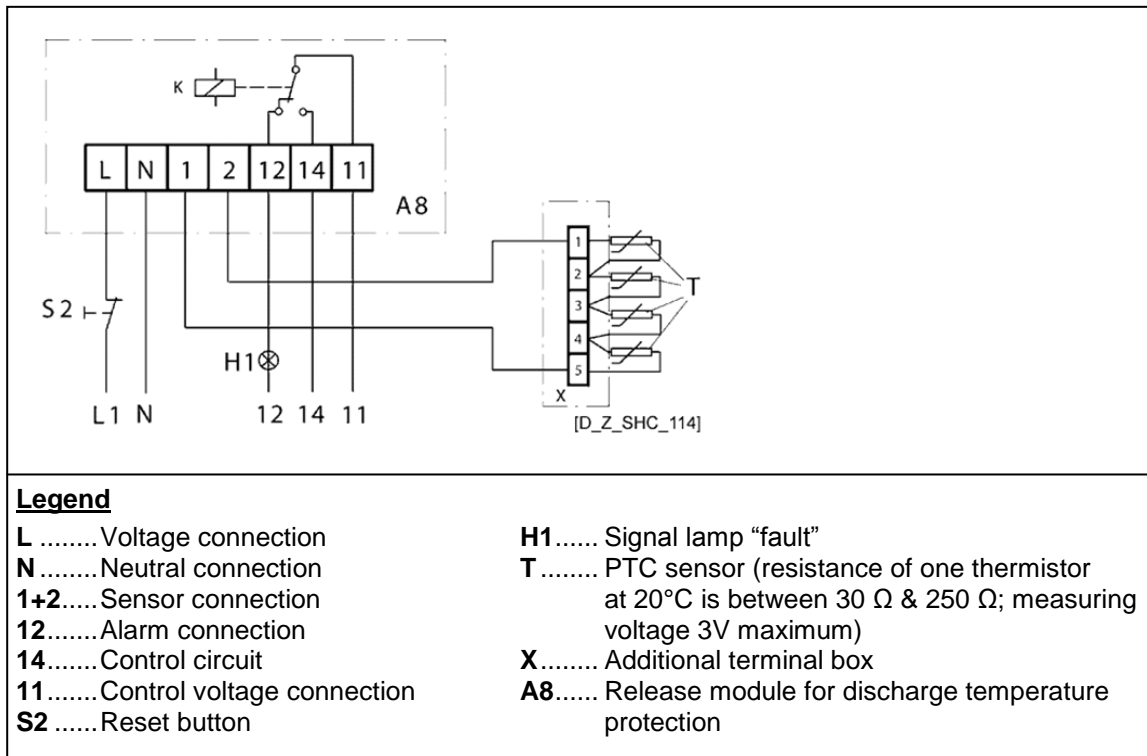 K
L N 1 2 12 14 11
A8
1
2
3
4
5
T
S2
H1
X
L1 N 12 14 11
[D_Z_SHC_114]
Legend
L ........Voltage connection
N ........Neutral connection
1+2.....Sensor connection
12.......Alarm connection
14.......Control circuit
11.......Control voltage connection
S2 ......Reset button
H1...... Signal lamp “fault”
T ........ PTC sensor (resistance of one thermistor
at 20°C is between 30 Ω & 250 Ω; measuring
voltage 3V maximum)
X........ Additional terminal box
A8...... Release module for discharge temperature
protection